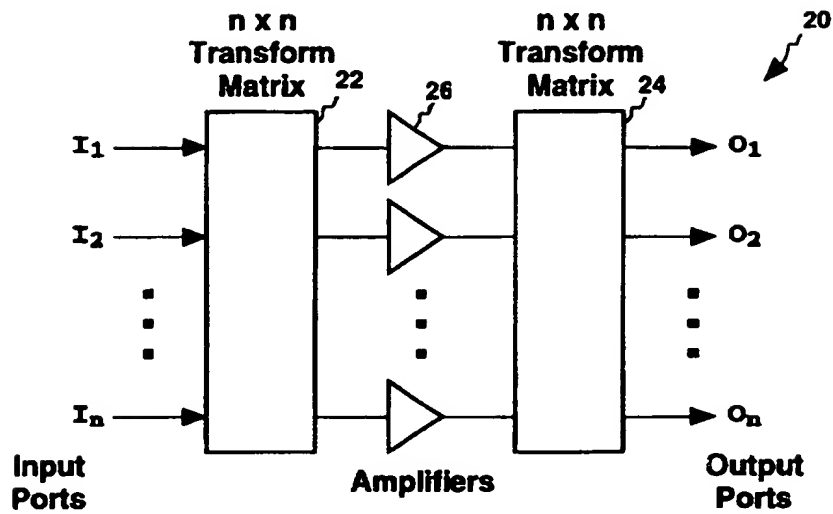 n x n
Transform
Matrix
n x n
Transform
Matrix
20
22
26
24
I1
O1
I2
O2
In
On
Input
Ports
Amplifiers
Output
Ports